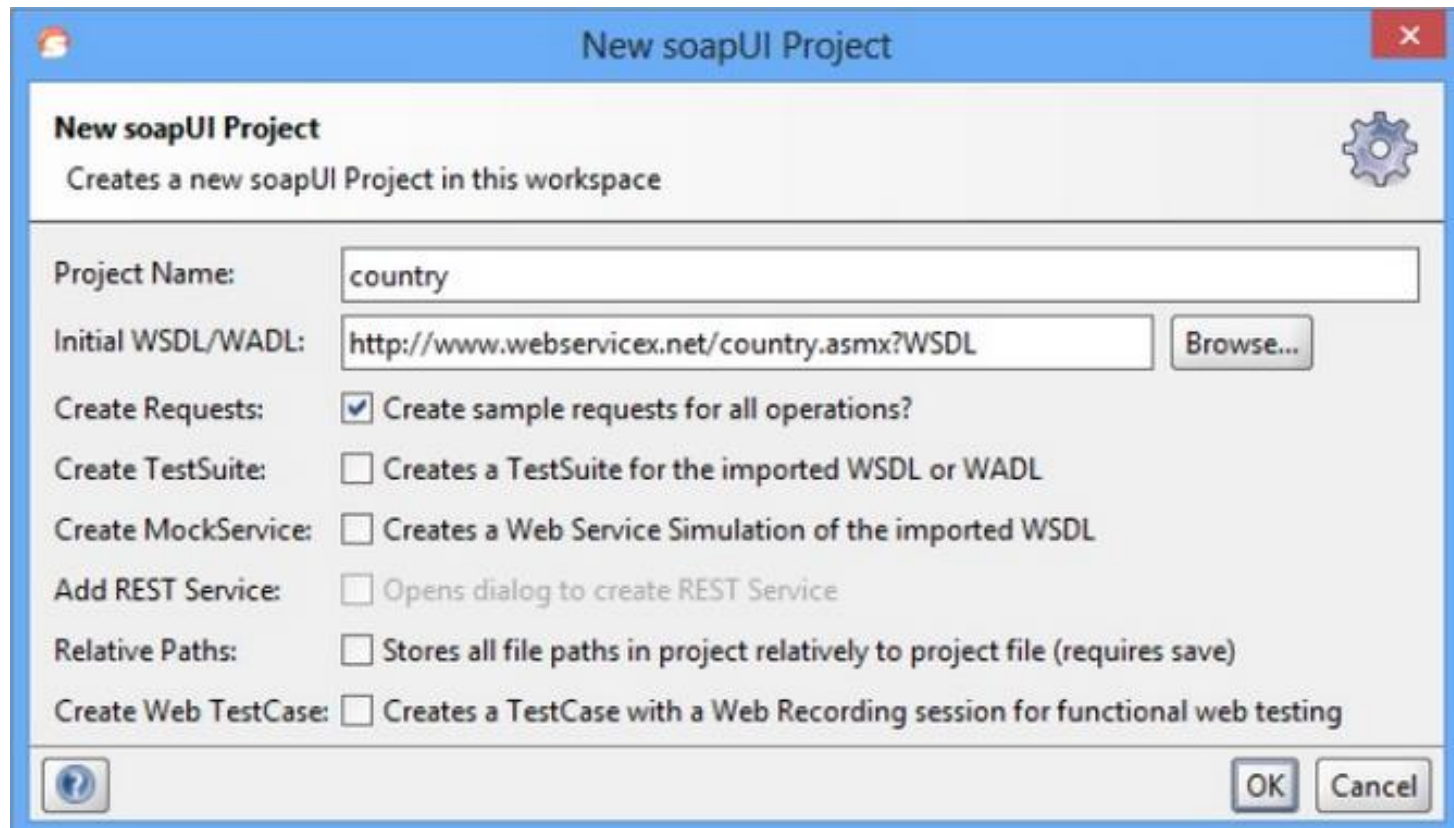 New soapUI Project
New soapUI Project
Creates a new soapUI Project in this workspace
Project Name: country
Initial WSDL/WADL: http://www.webservicex.net/country.asmx?WSDL Browse...
Create Requests: Create sample requests for all operations?
Create TestSuite: Creates a TestSuite for the imported WSDL or WADL
Create MockService: Creates a Web Service Simulation of the imported WSDL
Add REST Service: Opens dialog to create REST Service
Relative Paths: Stores all file paths in project relatively to project file (requires save)
Create Web TestCase: Creates a TestCase with a Web Recording session for functional web testing
? OK Cancel